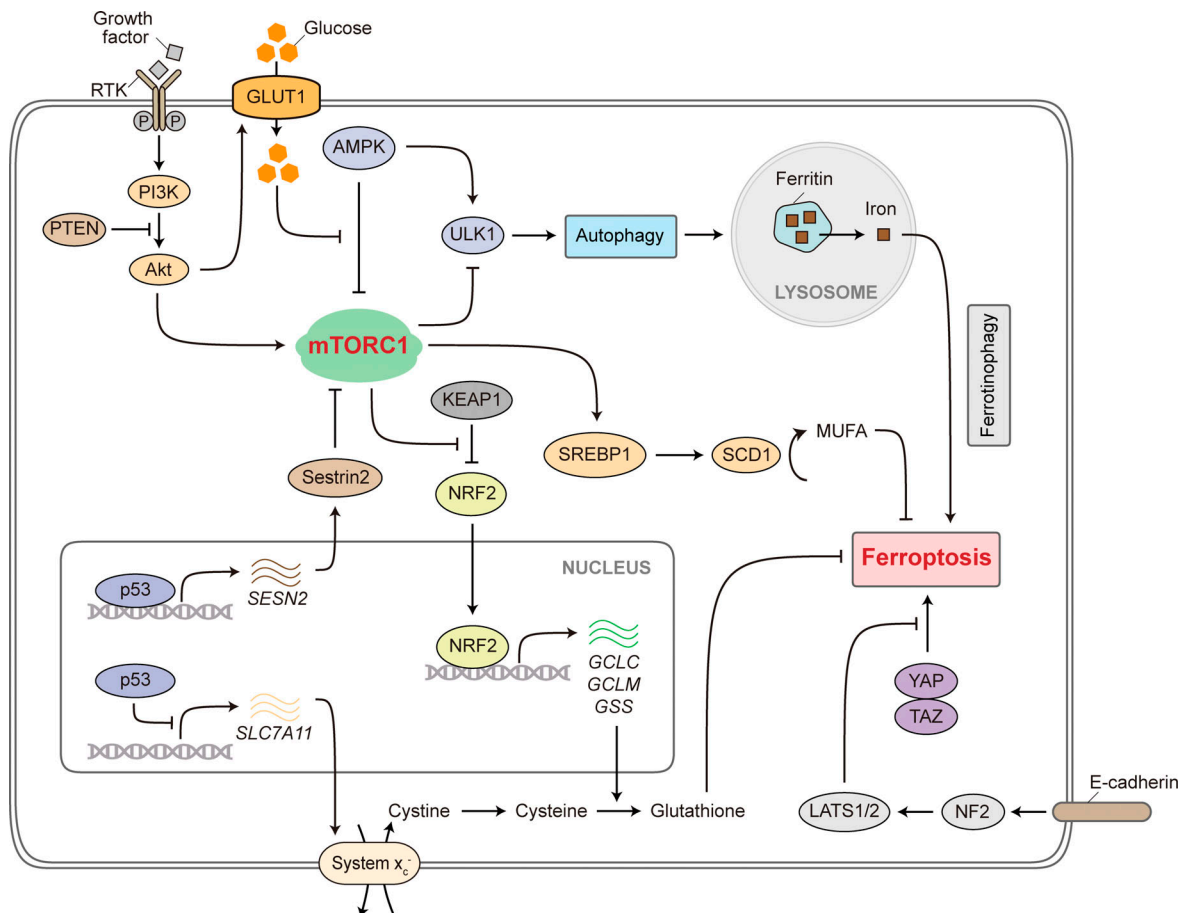 Growth
factor
Glucose
RTK
GLUT1
P
P
AMPK
PI3K
PTEN
Akt
ULK1
Autophagy
Ferritin
Iron
LYSOSOME
mTORC1
Ferrotinophagy
KEAP1
MUFA
SREBP1
SCD1
Sestrin2
NRF2
NUCLEUS
Ferroptosis
p53
SESN2
NRF2
GCLC
GCLM
GSS
p53
SLC7A11
YAP
TAZ
E-cadherin
Cystine
Cysteine
Glutathione
LATS1/2
NF2
System x꜀⁻